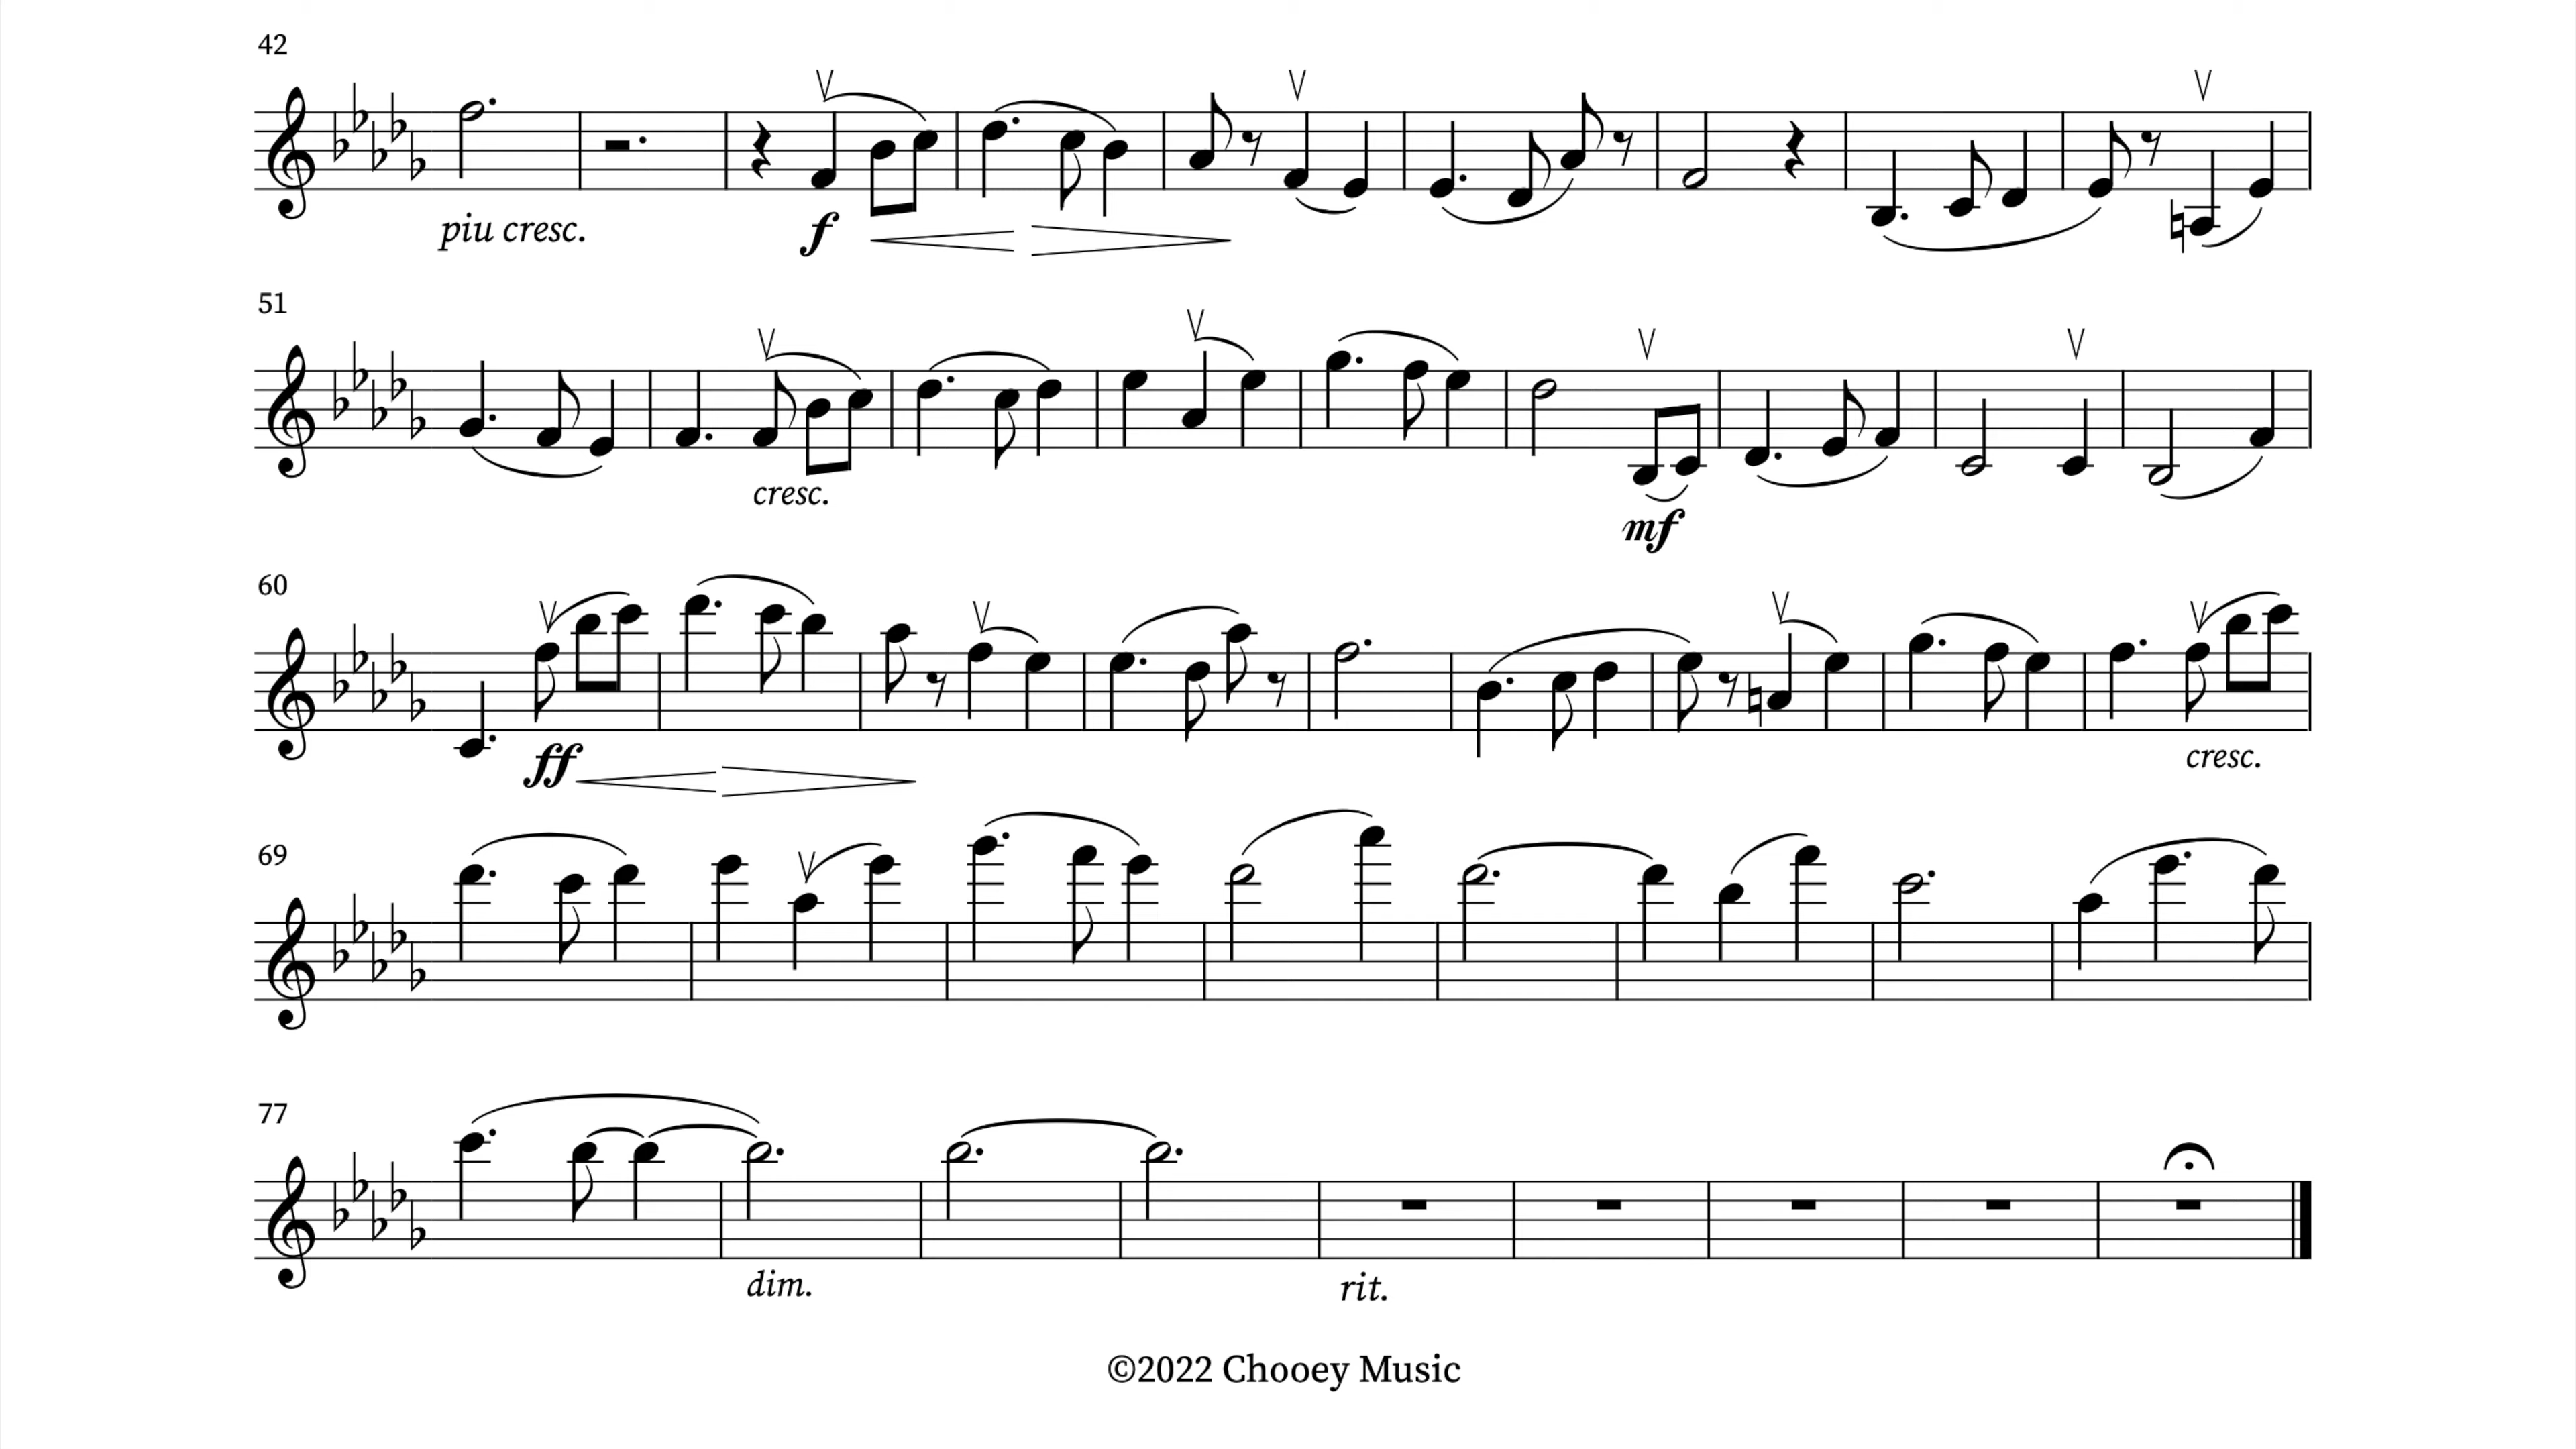 42
piu cresc.
f
51
cresc.
mf
60
ff
cresc.
69
77
dim.
rit.
©2022 Chooey Music